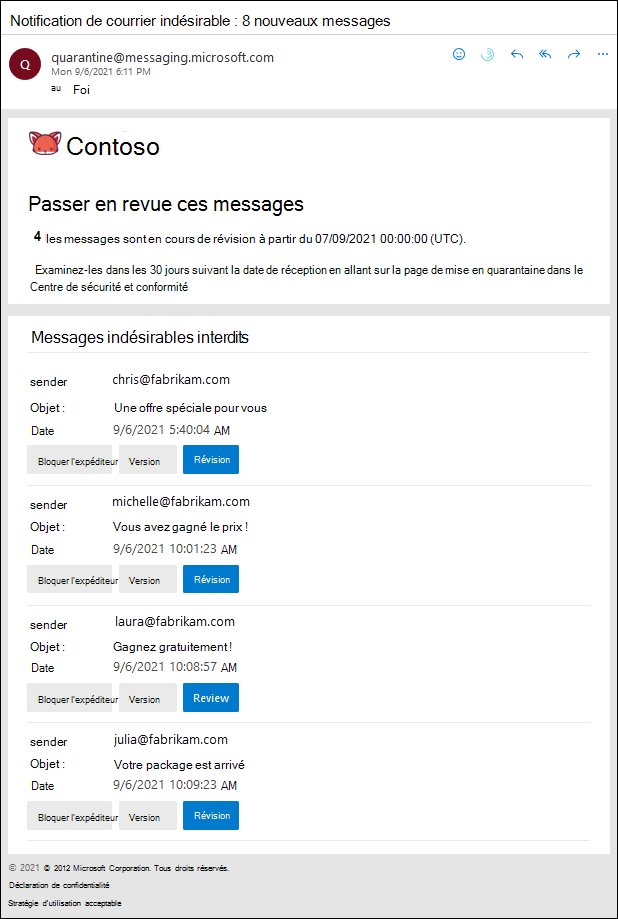 Notification de courrier indésirable : 8 nouveaux messages
Q
quarantine@messaging.microsoft.com
Mon 9/6/2021 6:11 PM
au Foi
Contoso
Passer en revue ces messages
4 les messages sont en cours de révision à partir du 07/09/2021 00:00:00 (UTC).
Examinez-les dans les 30 jours suivant la date de réception en allant sur la page de mise en quarantaine dans le
Centre de sécurité et conformité
Messages indésirables interdits
sender chris@fabrikam.com
Objet : Une offre spéciale pour vous
Date 9/6/2021 5:40:04 AM
Bloquer l'expéditeur Version Révision
sender michelle@fabrikam.com
Objet : Vous avez gagné le prix !
Date 9/6/2021 10:01:23 AM
Bloquer l'expéditeur Version Révision
sender laura@fabrikam.com
Objet : Gagnez gratuitement !
Date 9/6/2021 10:08:57 AM
Bloquer l'expéditeur Version Review
sender julia@fabrikam.com
Objet : Votre package est arrivé
Date 9/6/2021 10:09:23 AM
Bloquer l'expéditeur Version Révision
© 2021 © 2012 Microsoft Corporation. Tous droits réservés.
Déclaration de confidentialité
Stratégie d'utilisation acceptable